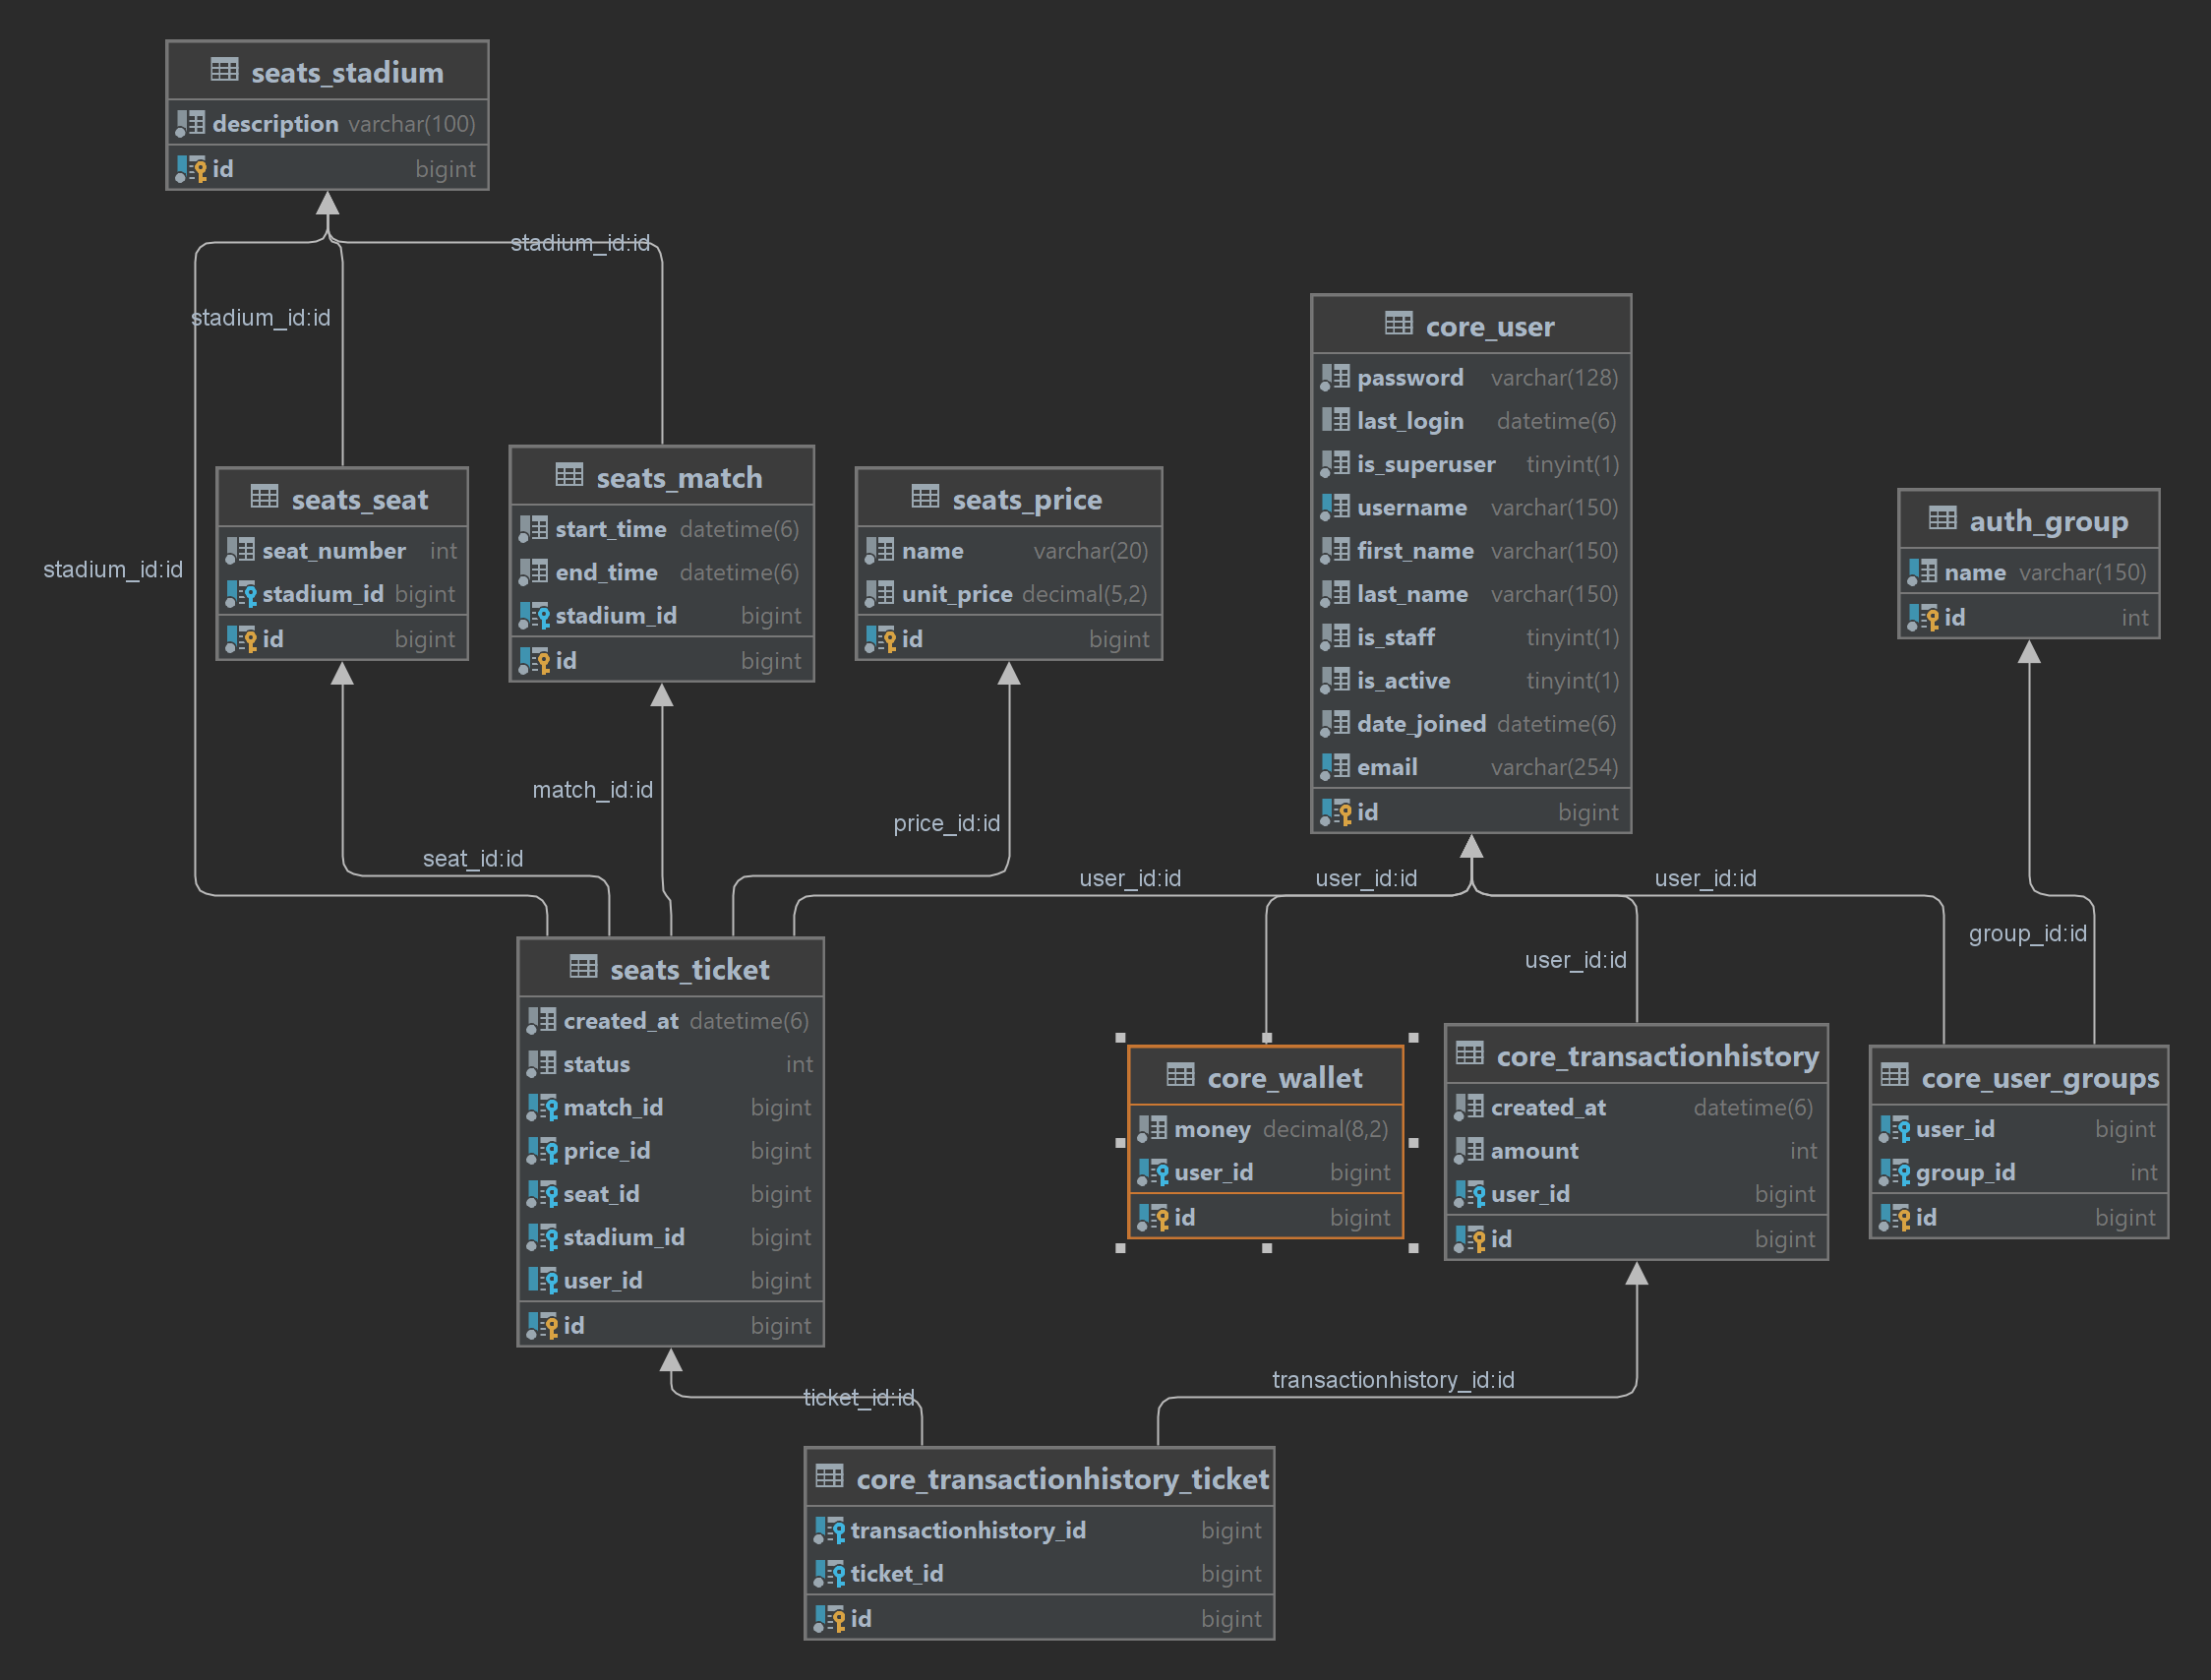 seats_stadium
description varchar(100)
id bigint
stadium_id:id
stadium_id:id
stadium_id:id
seats_seat
seat_number int
stadium_id bigint
id bigint
seats_match
start_time datetime(6)
end_time datetime(6)
stadium_id bigint
id bigint
seats_price
name varchar(20)
unit_price decimal(5,2)
id bigint
core_user
password varchar(128)
last_login datetime(6)
is_superuser tinyint(1)
username varchar(150)
first_name varchar(150)
last_name varchar(150)
is_staff tinyint(1)
is_active tinyint(1)
date_joined datetime(6)
email varchar(254)
id bigint
auth_group
name varchar(150)
id int
seat_id:id
match_id:id
price_id:id
user_id:id
user_id:id
user_id:id
user_id:id
group_id:id
seats_ticket
created_at datetime(6)
status int
match_id bigint
price_id bigint
seat_id bigint
stadium_id bigint
user_id bigint
id bigint
core_wallet
money decimal(8,2)
user_id bigint
id bigint
core_transactionhistory
created_at datetime(6)
amount int
user_id bigint
id bigint
core_user_groups
user_id bigint
group_id int
id bigint
ticket_id:id
transactionhistory_id:id
core_transactionhistory_ticket
transactionhistory_id bigint
ticket_id bigint
id bigint